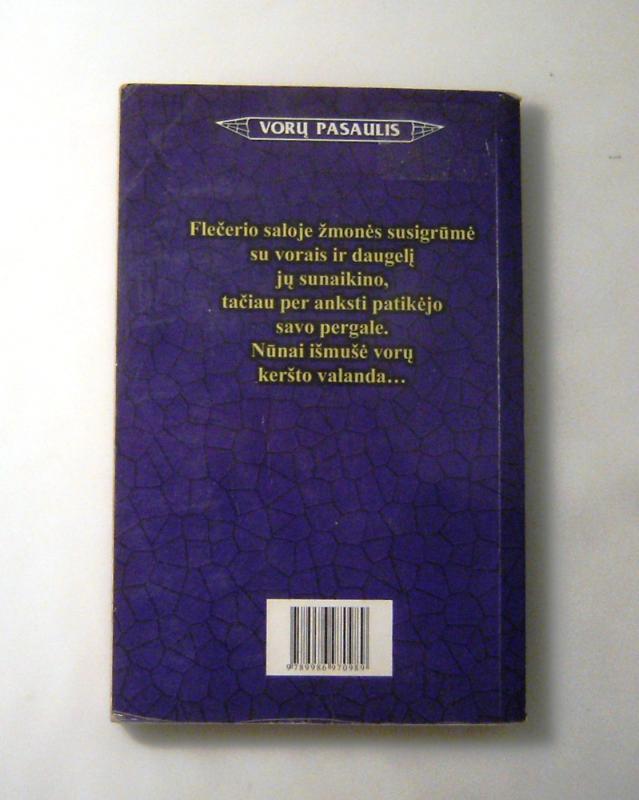 VORŲ PASAULIS
Flečerio saloje žmonės susigrūmė
su vorais ir daugelį
jų sunaikino,
tačiau per anksti patikėjo
savo pergale.
Nūnai išmušė vorų
keršto valanda...
9789986970989